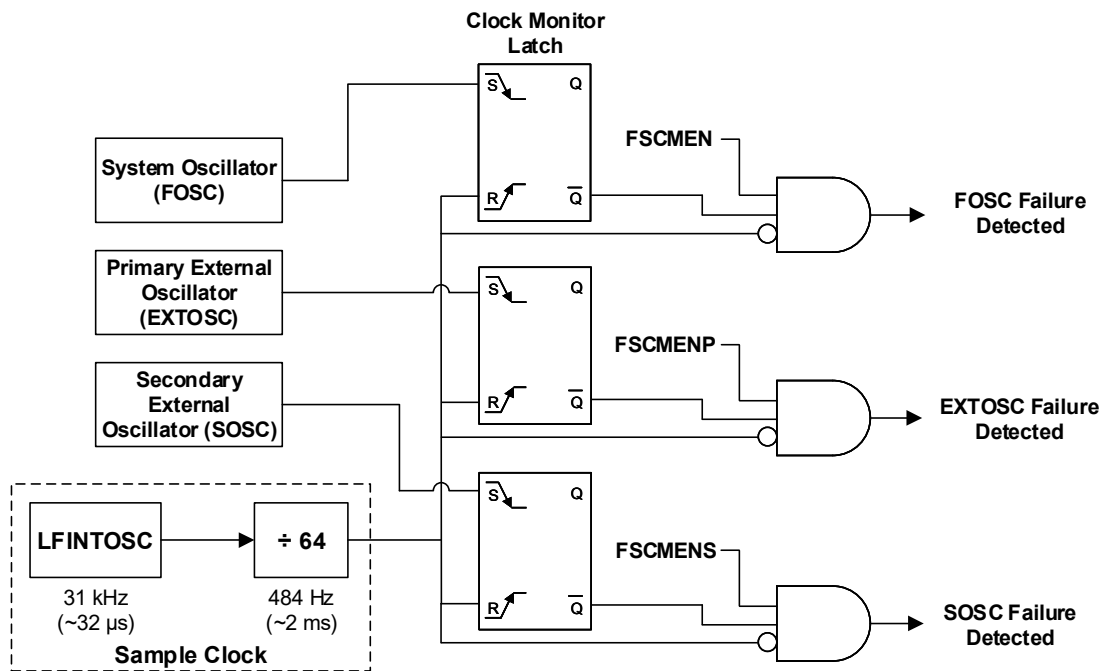 Clock Monitor
Latch
S
Q
FSCMEN
System Oscillator
(FOSC)
R
Q
FOSC Failure
Detected
Primary External
Oscillator
(EXTOSC)
S
Q
FSCMENP
Secondary
External
Oscillator (SOSC)
R
Q
EXTOSC Failure
Detected
S
Q
LFINTOSC
÷ 64
FSCMENS
31 kHz
(~32 µs)
484 Hz
(~2 ms)
R
Q
SOSC Failure
Detected
Sample Clock